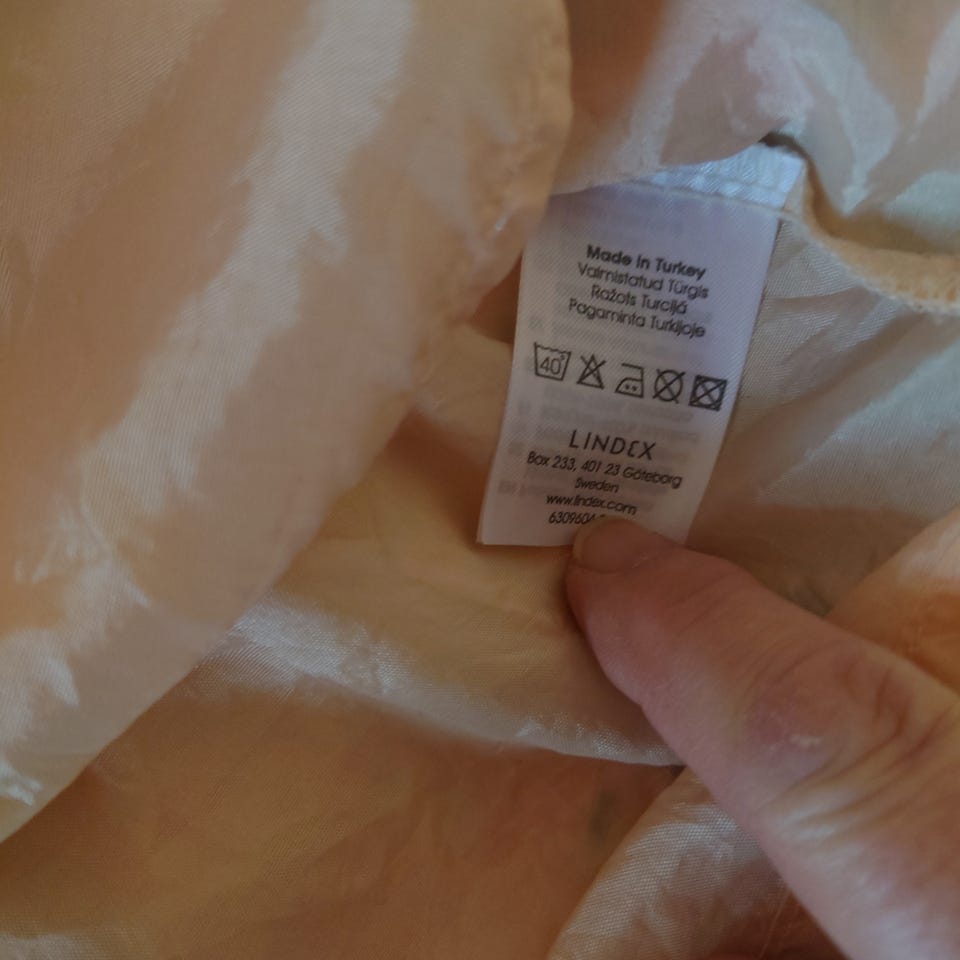 Made in Turkey
Valmistatud Türgis
Ražots Turcijā
Pagaminta Turkijoje
40°
LINDEX
Box 233, 401 23 Göteborg
Sweden
www.lindex.com